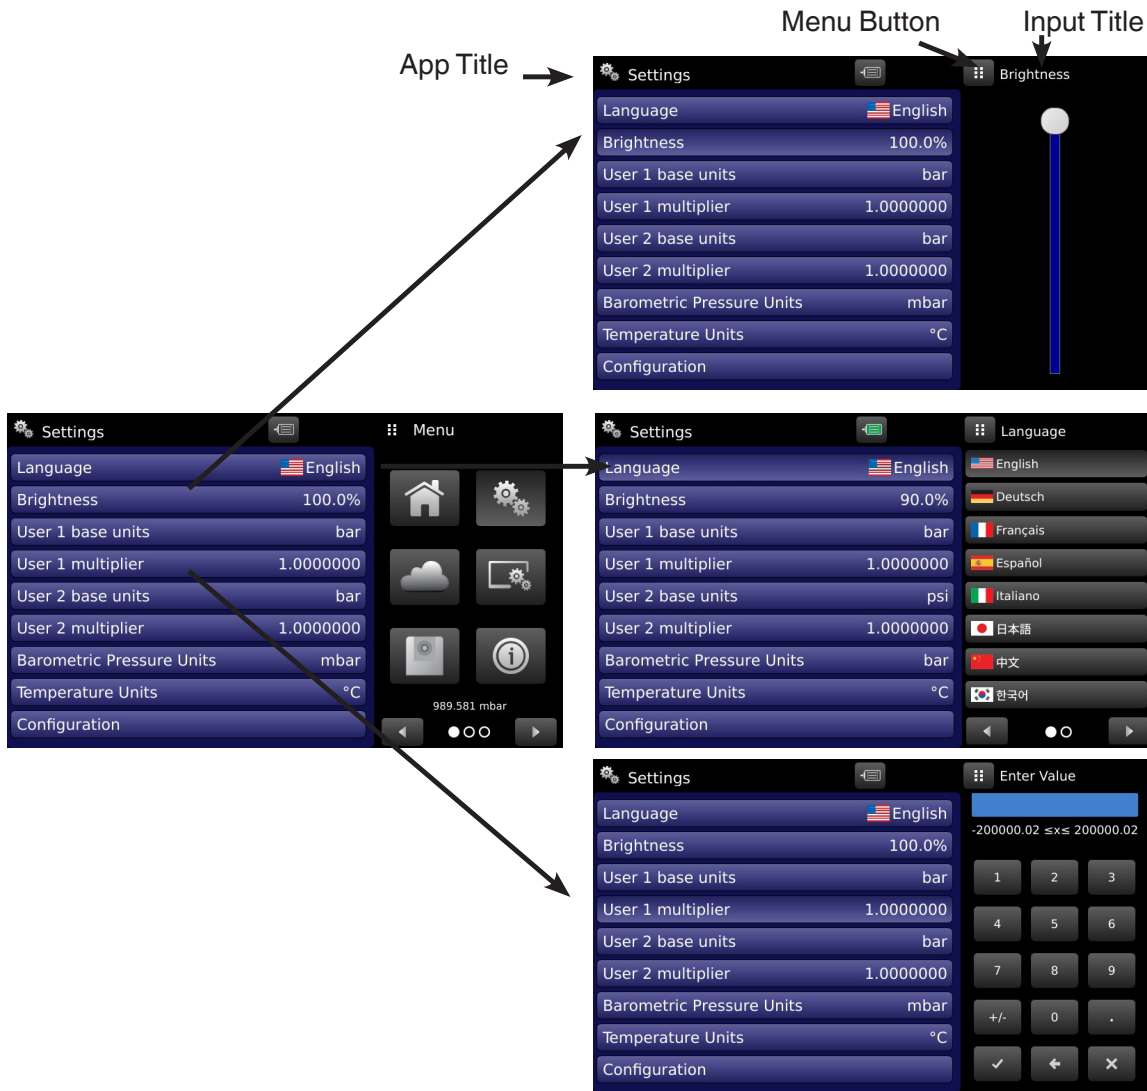 Menu Button Input Title
App Title
Settings Brightness
Language English
Brightness 100.0%
User 1 base units bar
User 1 multiplier 1.0000000
User 2 base units bar
User 2 multiplier 1.0000000
Barometric Pressure Units mbar
Temperature Units °C
Configuration
Settings Menu
Language English
Brightness 100.0%
User 1 base units bar
User 1 multiplier 1.0000000
User 2 base units bar
User 2 multiplier 1.0000000
Barometric Pressure Units mbar
Temperature Units °C
Configuration
989.581 mbar
Settings Language
Language English
Brightness 90.0%
User 1 base units bar
User 1 multiplier 1.0000000
User 2 base units psi
User 2 multiplier 1.0000000
Barometric Pressure Units bar
Temperature Units °C
Configuration
English
Deutsch
Français
Español
Italiano
日本語
中文
한국어
Settings Enter Value
Language English
Brightness 100.0%
User 1 base units bar
User 1 multiplier 1.0000000
User 2 base units bar
User 2 multiplier 1.0000000
Barometric Pressure Units mbar
Temperature Units °C
Configuration
-200000.02 ≤x≤ 200000.02
1 2 3
4 5 6
7 8 9
+/- 0 .